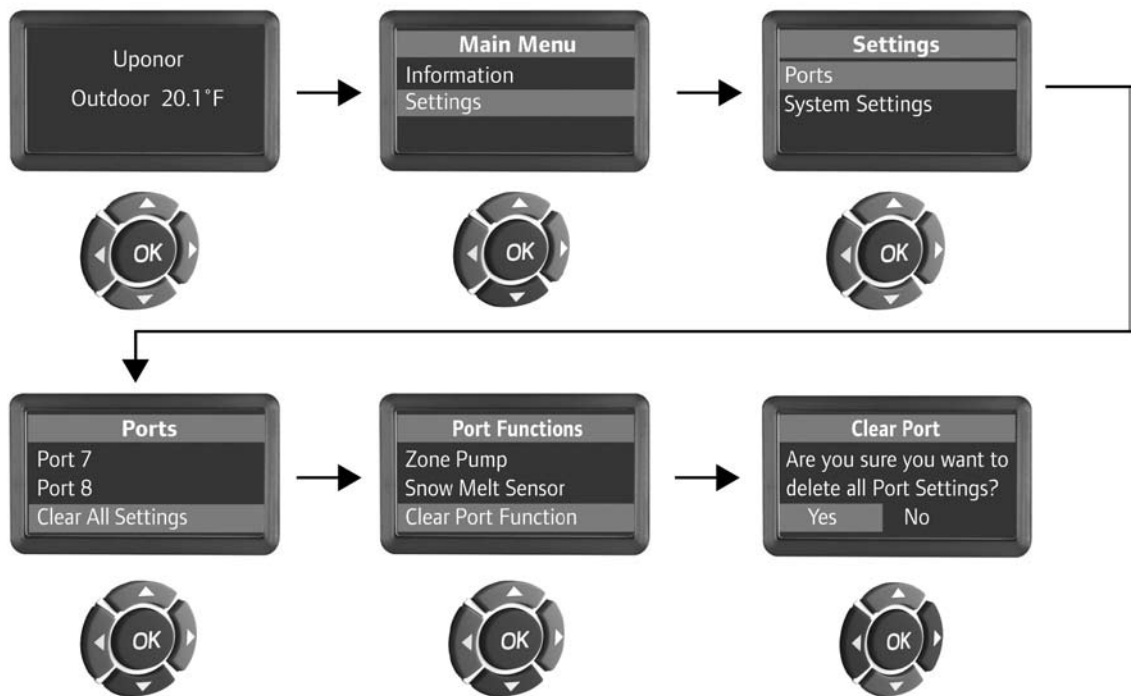 Uponor
Outdoor 20.1°F
Main Menu
Information
Settings
Settings
Ports
System Settings
OK
OK
OK
Ports
Port 7
Port 8
Clear All Settings
Port Functions
Zone Pump
Snow Melt Sensor
Clear Port Function
Clear Port
Are you sure you want to
delete all Port Settings?
Yes No
OK
OK
OK